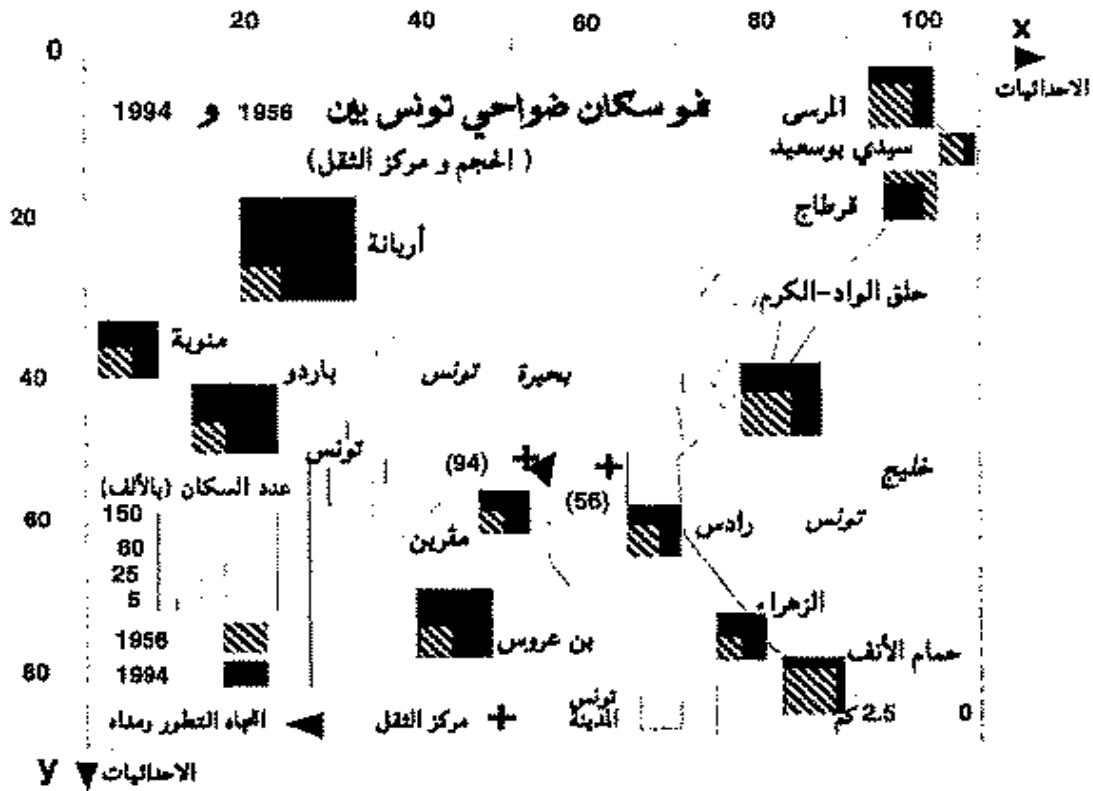 20 40 60 80 100
x
0
الاحداثيات
نمو سكان ضواحي تونس بين 1956 و 1994
( الحجم و مركز الثقل )
المرسى
سيدي بوسعيد
قرطاج
20
أريانة
حلق الواد-الكرم
منوبة
40
باردو
بحيرة تونس
تونس
(94)
(56)
خليج
تونس
عدد السكان (بالألف)
150
60
25
5
60
مقرين
رادس
الزهراء
1956
1994
بن عروس
حمام الأنف
80
اتجاه التطور ومداه
مركز الثقل
تونس
المدينة
2.5 كم 0
y
الاحداثيات